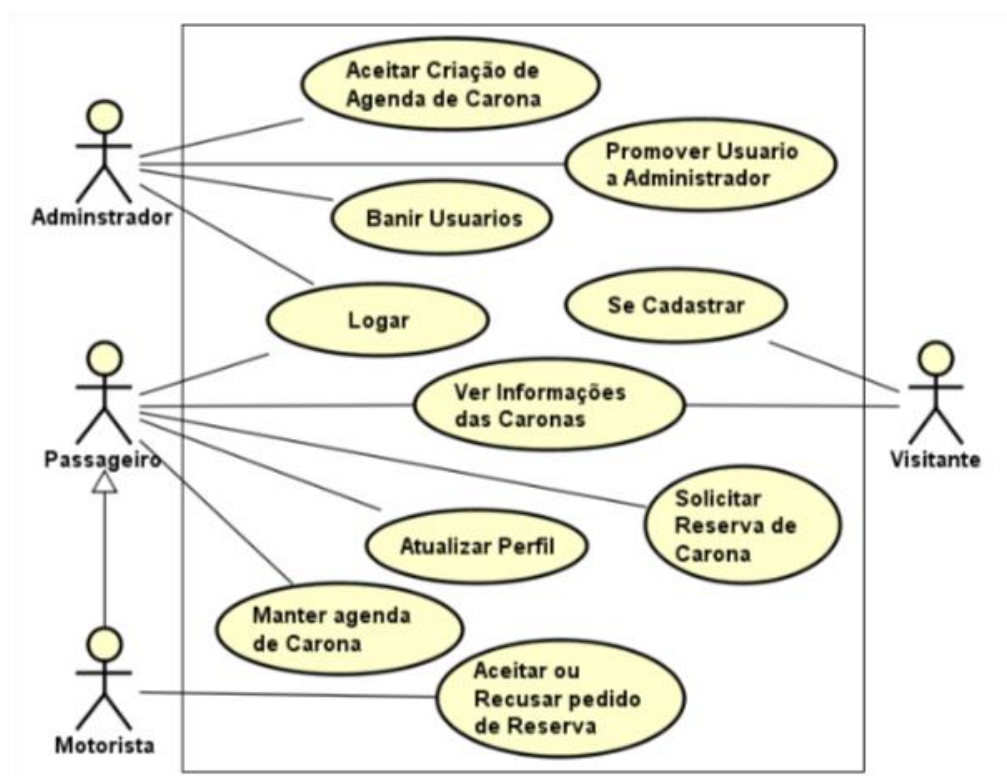 Aceitar Criação de
Agenda de Carona
Promover Usuario
a Administrador
Adminstrador
Banir Usuarios
Se Cadastrar
Logar
Ver Informações
das Caronas
Passageiro
Visitante
Solicitar
Reserva de
Carona
Atualizar Perfil
Manter agenda
de Carona
Aceitar ou
Recusar pedido
de Reserva
Motorista